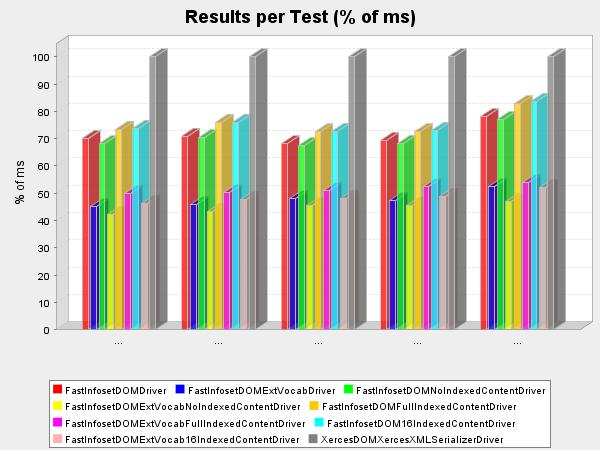 Results per Test (% of ms)
% of ms
100
90
80
70
60
50
40
30
20
10
0
... ... ... ... ...
FastInfosetDOMDriver FastInfosetDOMExtVocabDriver FastInfosetDOMNoIndexedContentDriver
FastInfosetDOMExtVocabNoIndexedContentDriver FastInfosetDOMFullIndexedContentDriver
FastInfosetDOMExtVocabFullIndexedContentDriver FastInfosetDOM16IndexedContentDriver
FastInfosetDOMExtVocab16IndexedContentDriver XercesDOMXercesXMLSerializerDriver